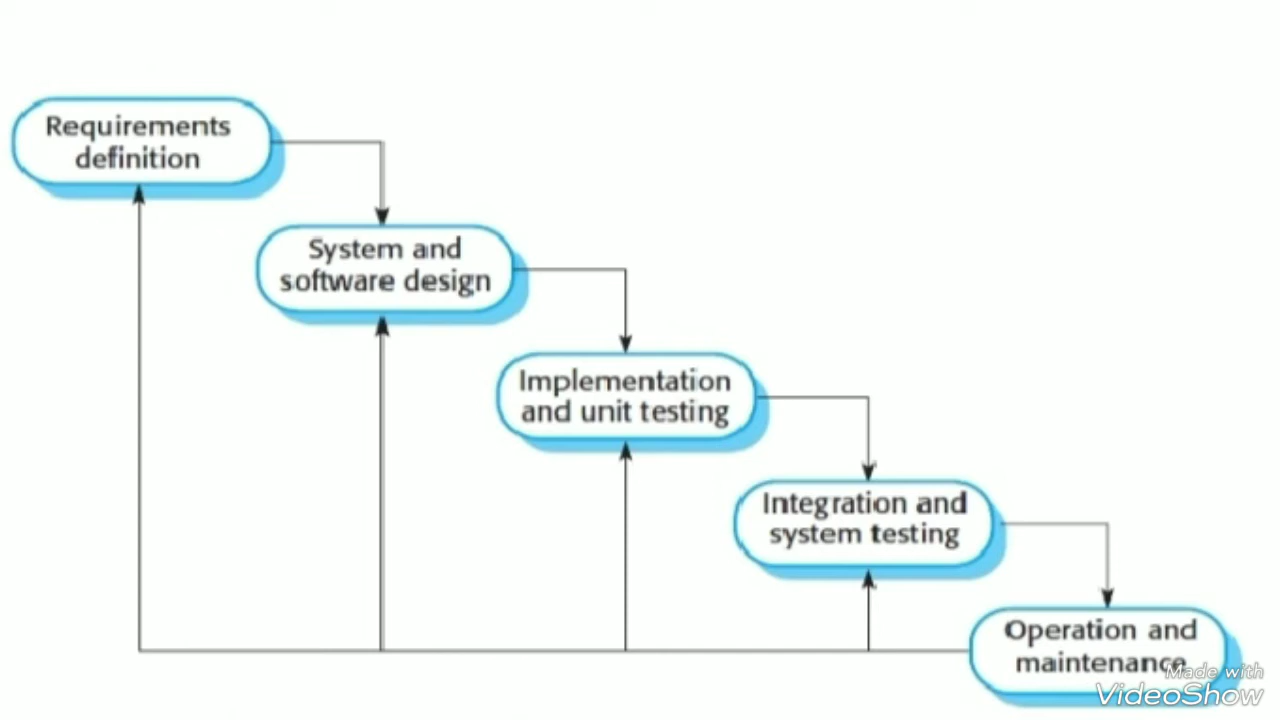 Requirements
definition
System and
software design
Implementation
and unit testing
Integration and
system testing
Operation and
maintenance
Made with
VideoShow